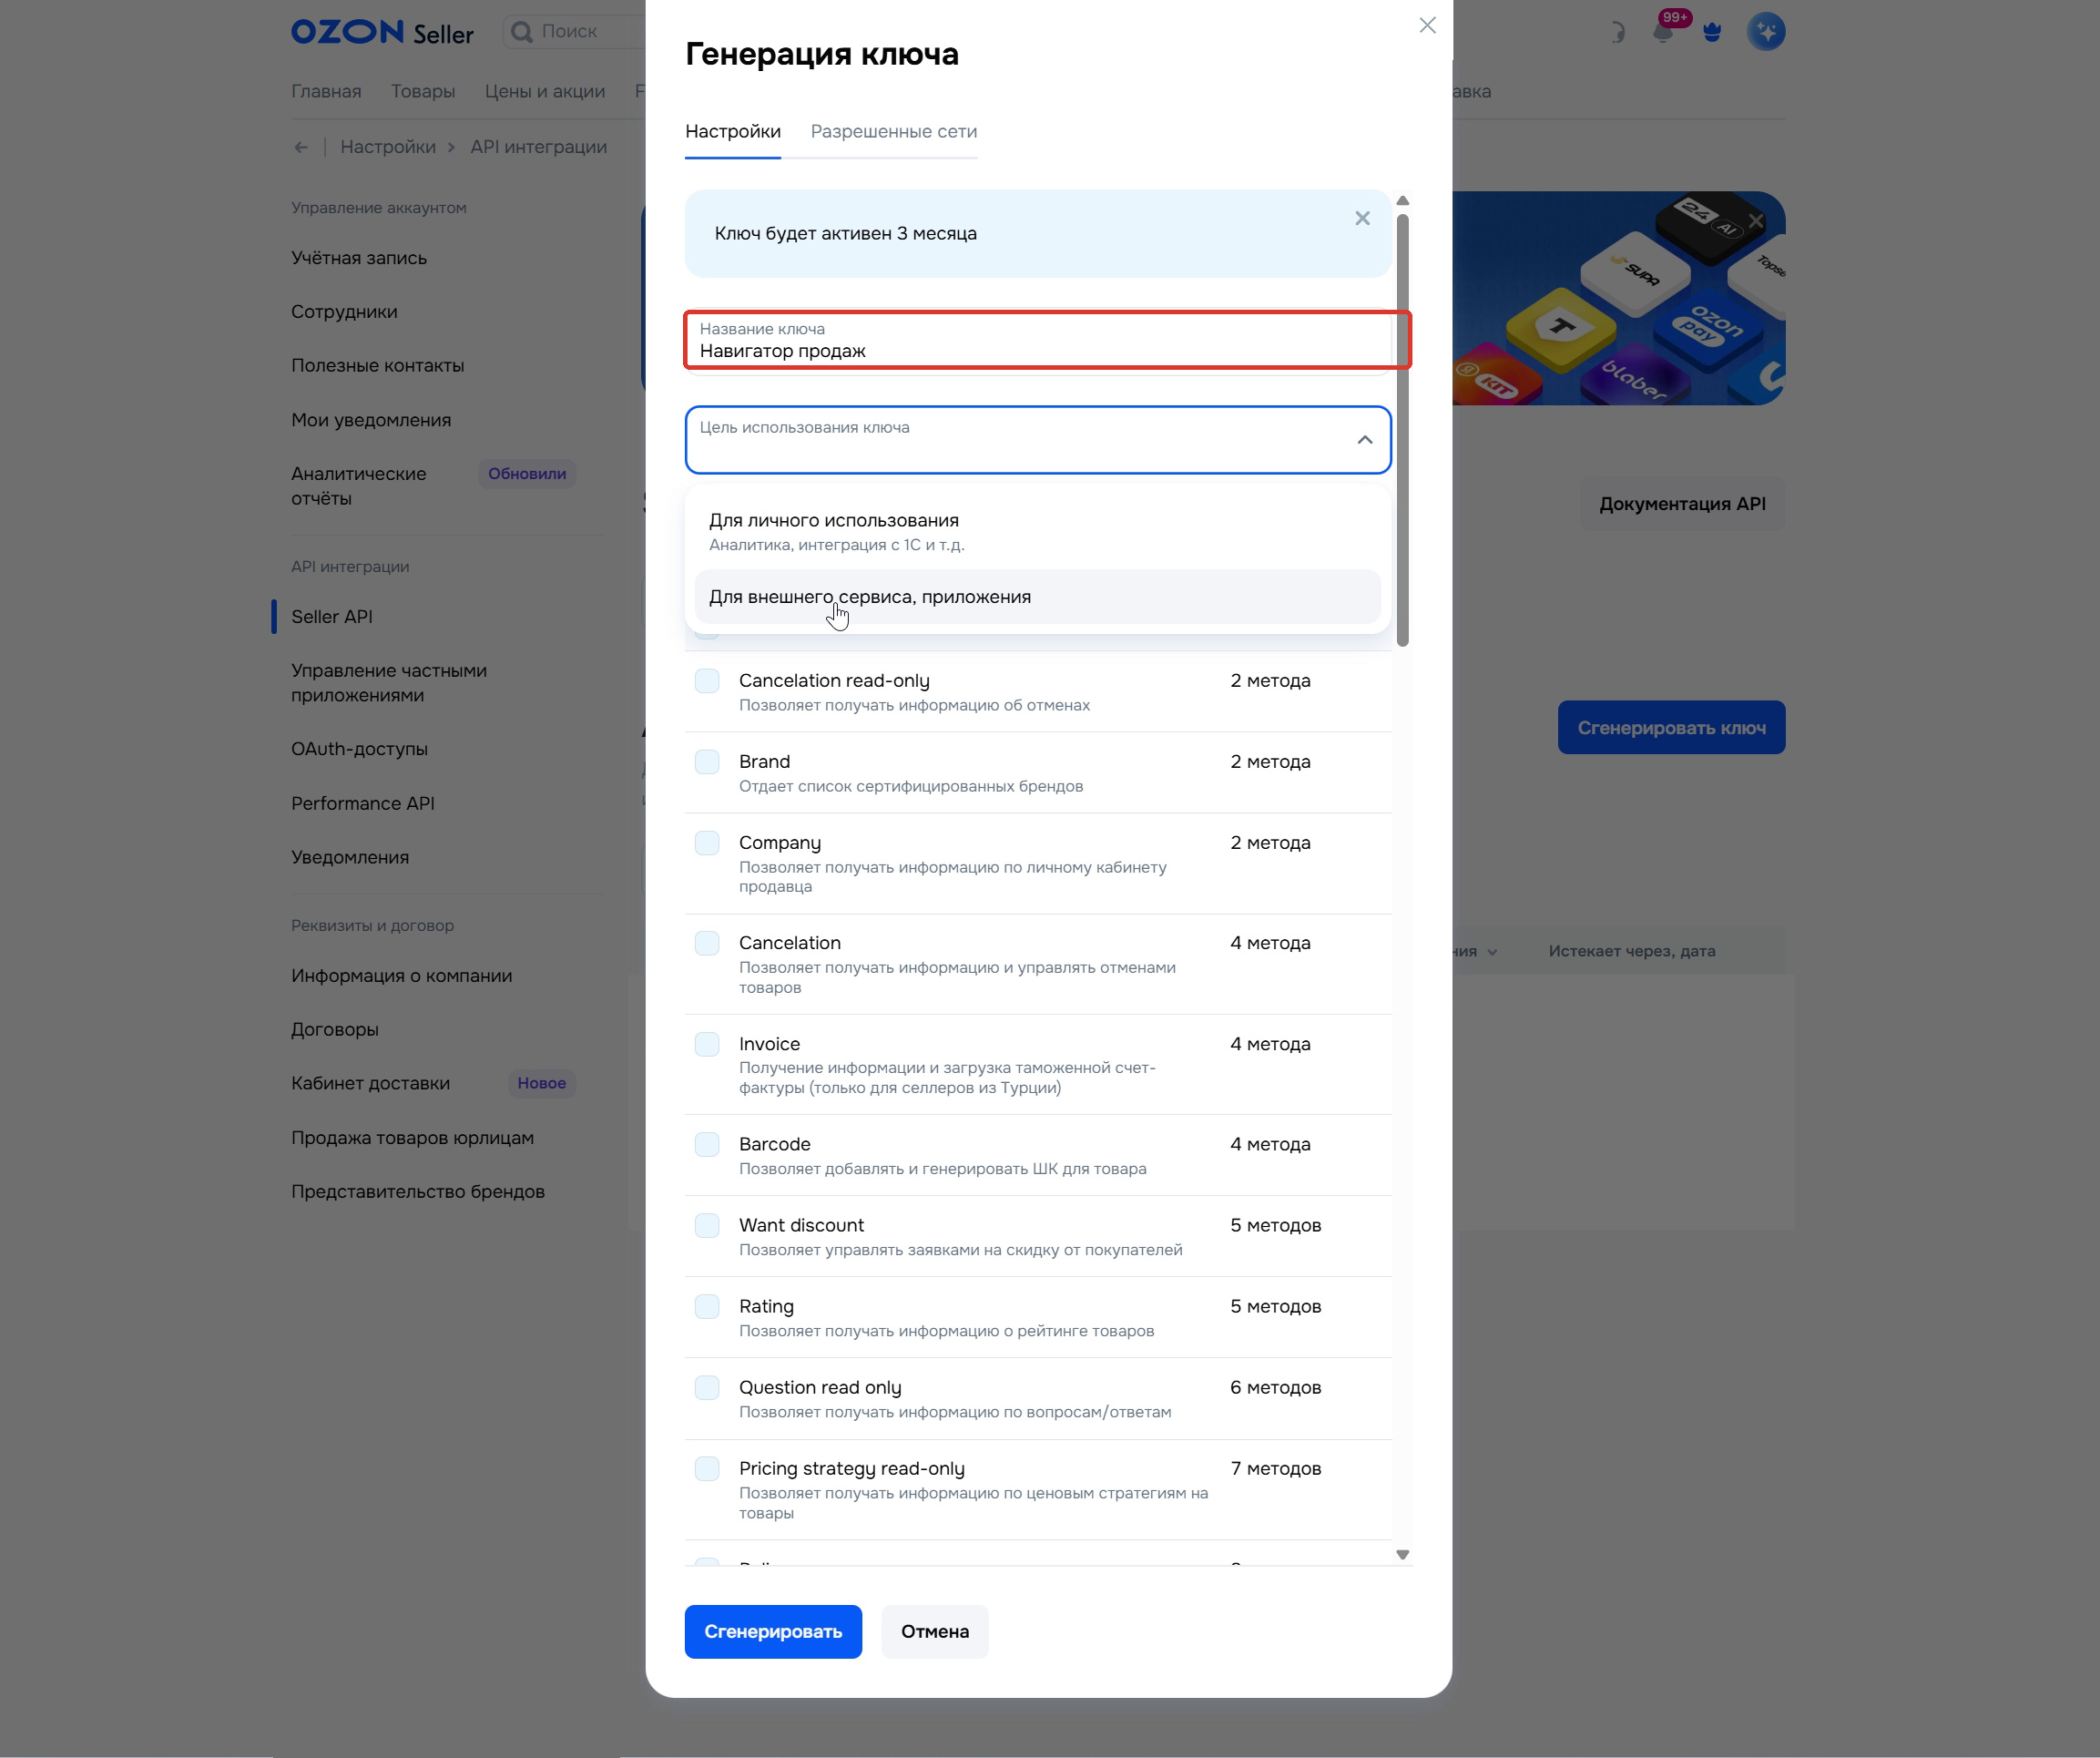 OZON Seller
Поиск
99+
Главная
Товары
Цены и акции
Настройки
API интеграции
Управление аккаунтом
Учётная запись
Сотрудники
Полезные контакты
Мои уведомления
Аналитические
отчёты
Обновили
API интеграции
Seller API
Управление частными
приложениями
OAuth-доступы
Performance API
Уведомления
Реквизиты и договор
Информация о компании
Договоры
Кабинет доставки
Новое
Продажа товаров юрлицам
Представительство брендов
Генерация ключа
Настройки
Разрешенные сети
Ключ будет активен 3 месяца
Название ключа
Навигатор продаж
Цель использования ключа
Для личного использования
Аналитика, интеграция с 1С и т.д.
Для внешнего сервиса, приложения
Cancelation read-only 2 метода
Позволяет получать информацию об отменах
Brand 2 метода
Отдает список сертифицированных брендов
Company 2 метода
Позволяет получать информацию по личному кабинету
продавца
Cancelation 4 метода
Позволяет получать информацию и управлять отменами
товаров
Invoice 4 метода
Получение информации и загрузка таможенной счет-
фактуры (только для селлеров из Турции)
Barcode 4 метода
Позволяет добавлять и генерировать ШК для товара
Want discount 5 методов
Позволяет управлять заявками на скидку от покупателей
Rating 5 методов
Позволяет получать информацию о рейтинге товаров
Question read only 6 методов
Позволяет получать информацию по вопросам/ответам
Pricing strategy read-only 7 методов
Позволяет получать информацию по ценовым стратегиям на
товары
Сгенерировать
Отмена
24 AI
SUPA
T
ozon
pay
Я KIT
blaber
Документация API
Сгенерировать ключ
Истекает через, дата